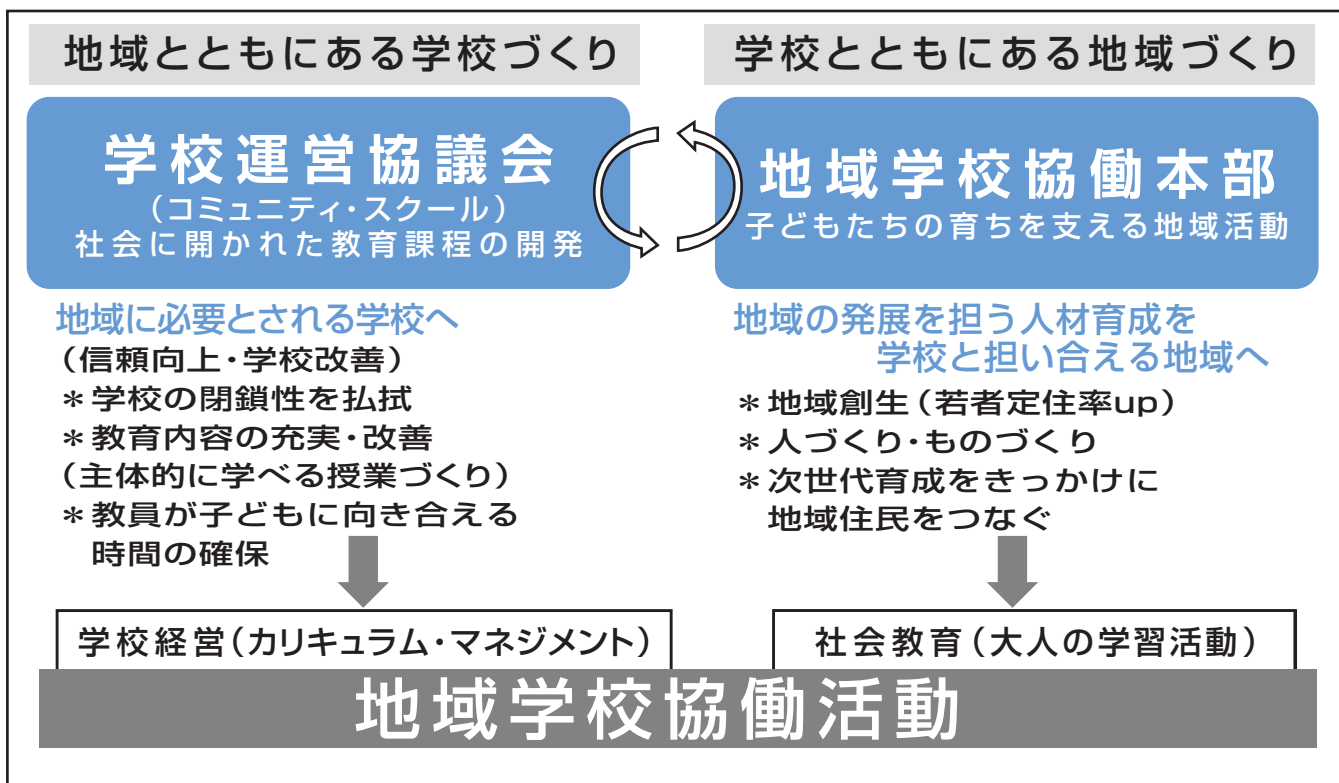 地域とともにある学校づくり
学校運営協議会
（コミュニティ・スクール）
社会に開かれた教育課程の開発
地域に必要とされる学校へ
（信頼向上・学校改善）
＊学校の閉鎖性を払拭
＊教育内容の充実・改善
（主体的に学べる授業づくり）
＊教員が子どもに向き合える
時間の確保
学校経営（カリキュラム・マネジメント）
学校とともにある地域づくり
地域学校協働本部
子どもたちの育ちを支える地域活動
地域の発展を担う人材育成を
学校と担い合える地域へ
＊地域創生（若者定住率up）
＊人づくり・ものづくり
＊次世代育成をきっかけに
地域住民をつなぐ
社会教育（大人の学習活動）
地域学校協働活動